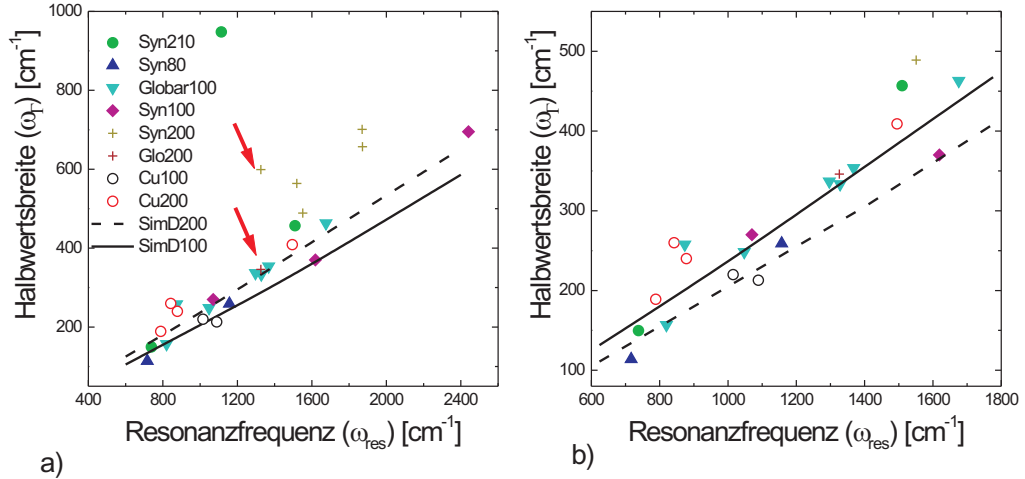 1000
800
600
400
200
Halbwertsbreite (ωΓ) [cm⁻¹]
Syn210
Syn80
Globar100
Syn100
Syn200
Glo200
Cu100
Cu200
SimD200
SimD100
400 800 1200 1600 2000 2400
Resonanzfrequenz (ωres) [cm⁻¹]
a)
500
400
300
200
100
Halbwertsbreite (ωΓ) [cm⁻¹]
600 800 1000 1200 1400 1600 1800
Resonanzfrequenz (ωres) [cm⁻¹]
b)